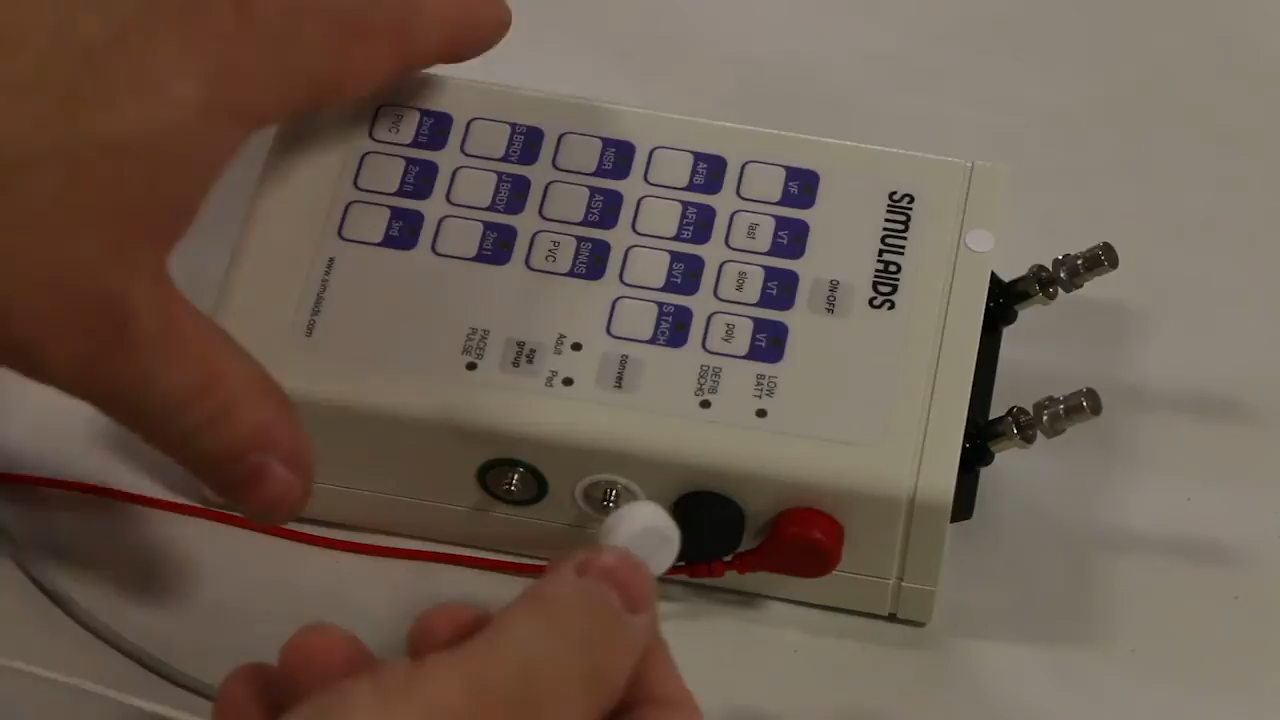 SIMULAIDS
ON·OFF
VF
VT
fast
VT
slow
VT
poly
LOW
BATT
AFIB
AFLTR
SVT
S TACH
convert
DEFIB
DSCHG
NSR
ASYS
SINUS
PVC
Adult
Ped
age
group
S BRDY
J BRDY
2nd I
PACER
PULSE
2nd II
PVC
2nd II
3rd
www.simulaids.com